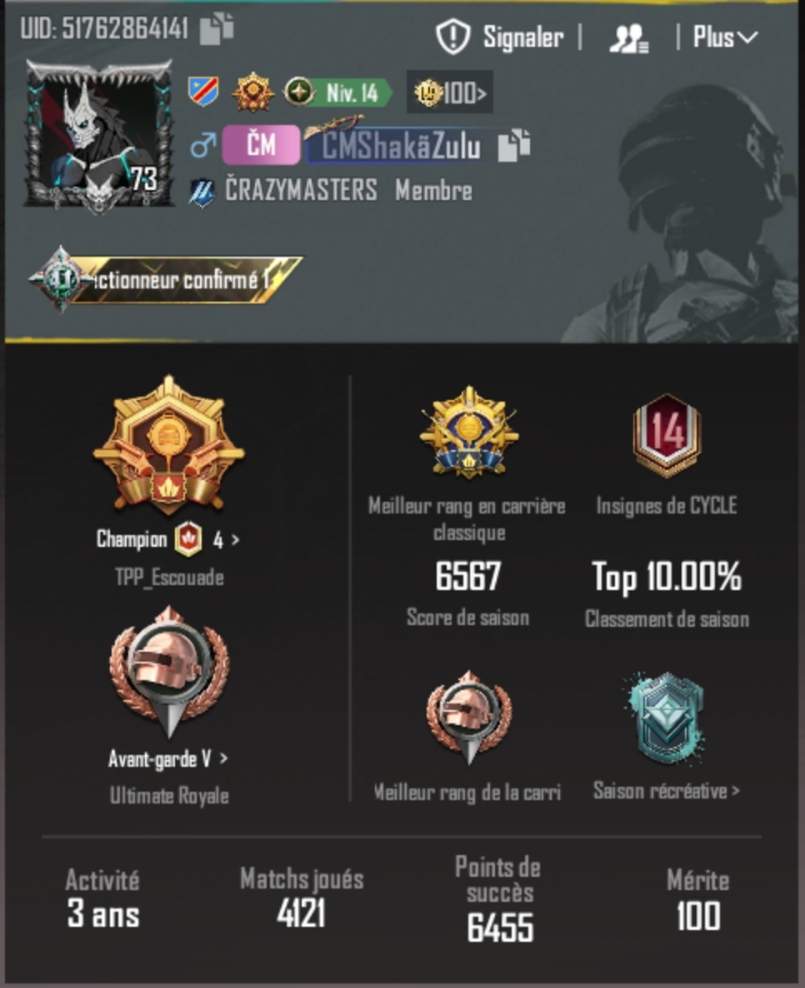 UID: 51762864141
Signaler
Plus
Niv. 14
100>
ČM
CMShakãZulu
73
ČRAZYMASTERS Membre
ctionneur confirmé 1
14
Meilleur rang en carrière
classique
Insignes de CYCLE
Champion 4 >
TPP_Escouade
6567
Top 10.00%
Score de saison
Classement de saison
Avant-garde V >
Ultimate Royale
Meilleur rang de la carri
Saison récréative >
Activité
3 ans
Matchs joués
4121
Points de
succès
6455
Mérite
100